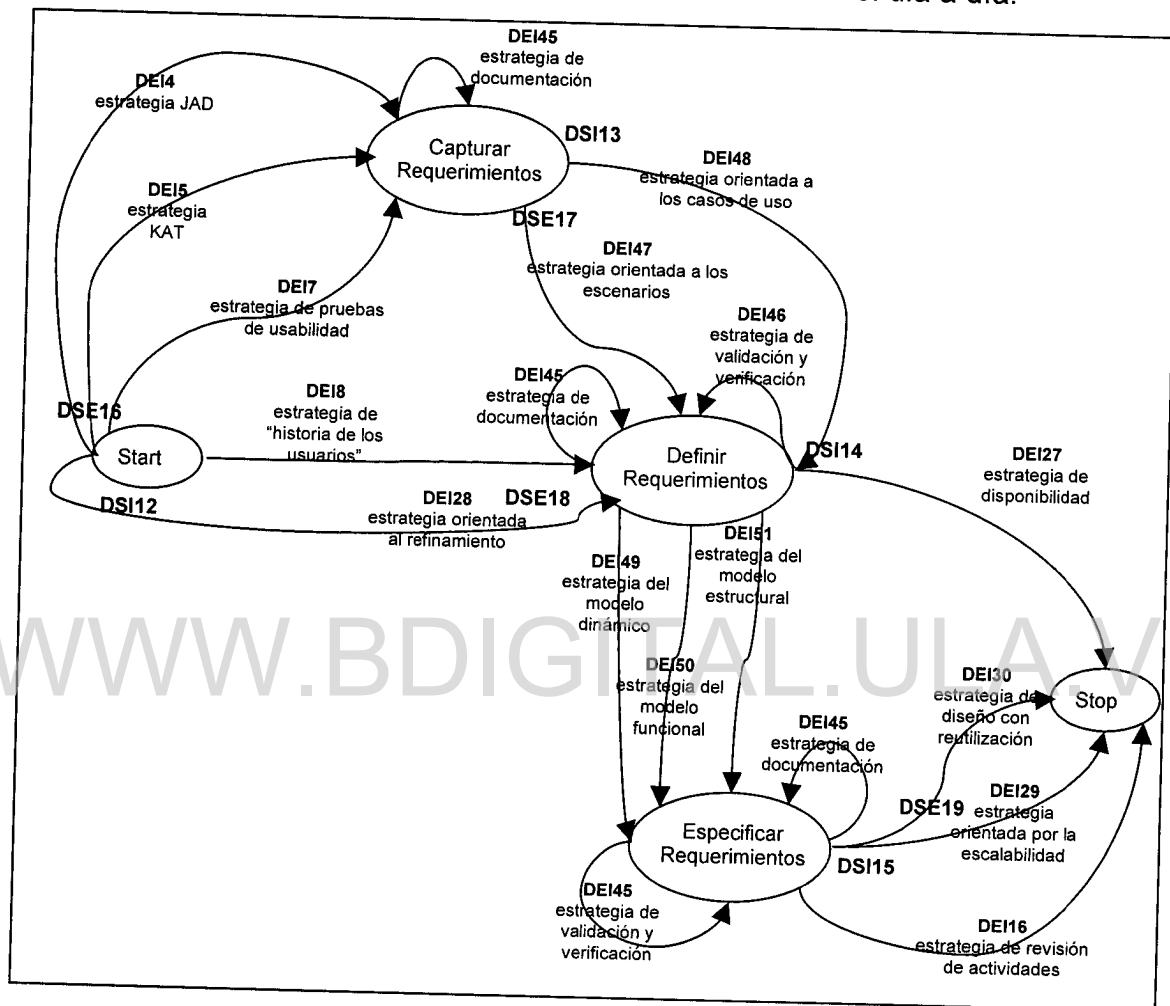 el día a día.
DEI45
estrategia de
documentación
DEI4
estrategia JAD
Capturar
Requerimientos
DSI13
DEI48
estrategia orientada a
los casos de uso
DEI5
estrategia
KAT
DSE17
DEI47
estrategia orientada a los
escenarios
DEI7
estrategia de pruebas
de usabilidad
DEI46
estrategia de
validación y
verificación
DEI45
estrategia de
documentación
DEI8
estrategia de
"historia de los
usuarios"
DSE16
Start
Definir
Requerimientos
DSI14
DEI27
estrategia de
disponibilidad
DSI12
DEI28
estrategia orientada
al refinamiento
DSE18
DEI49
estrategia del
modelo
dinámico
DEI51
estrategia del
modelo
estructural
WWW.BDIGITAL.ULA.V
DEI50
estrategia del
modelo
funcional
DEI30
estrategia de
diseño con
reutilización
Stop
DEI45
estrategia de
documentación
DSE19
DEI29
estrategia
orientada por la
escalabilidad
Especificar
Requerimientos
DSI15
DEI45
estrategia de
validación y
verificación
DEI16
estrategia de revisión
de actividades